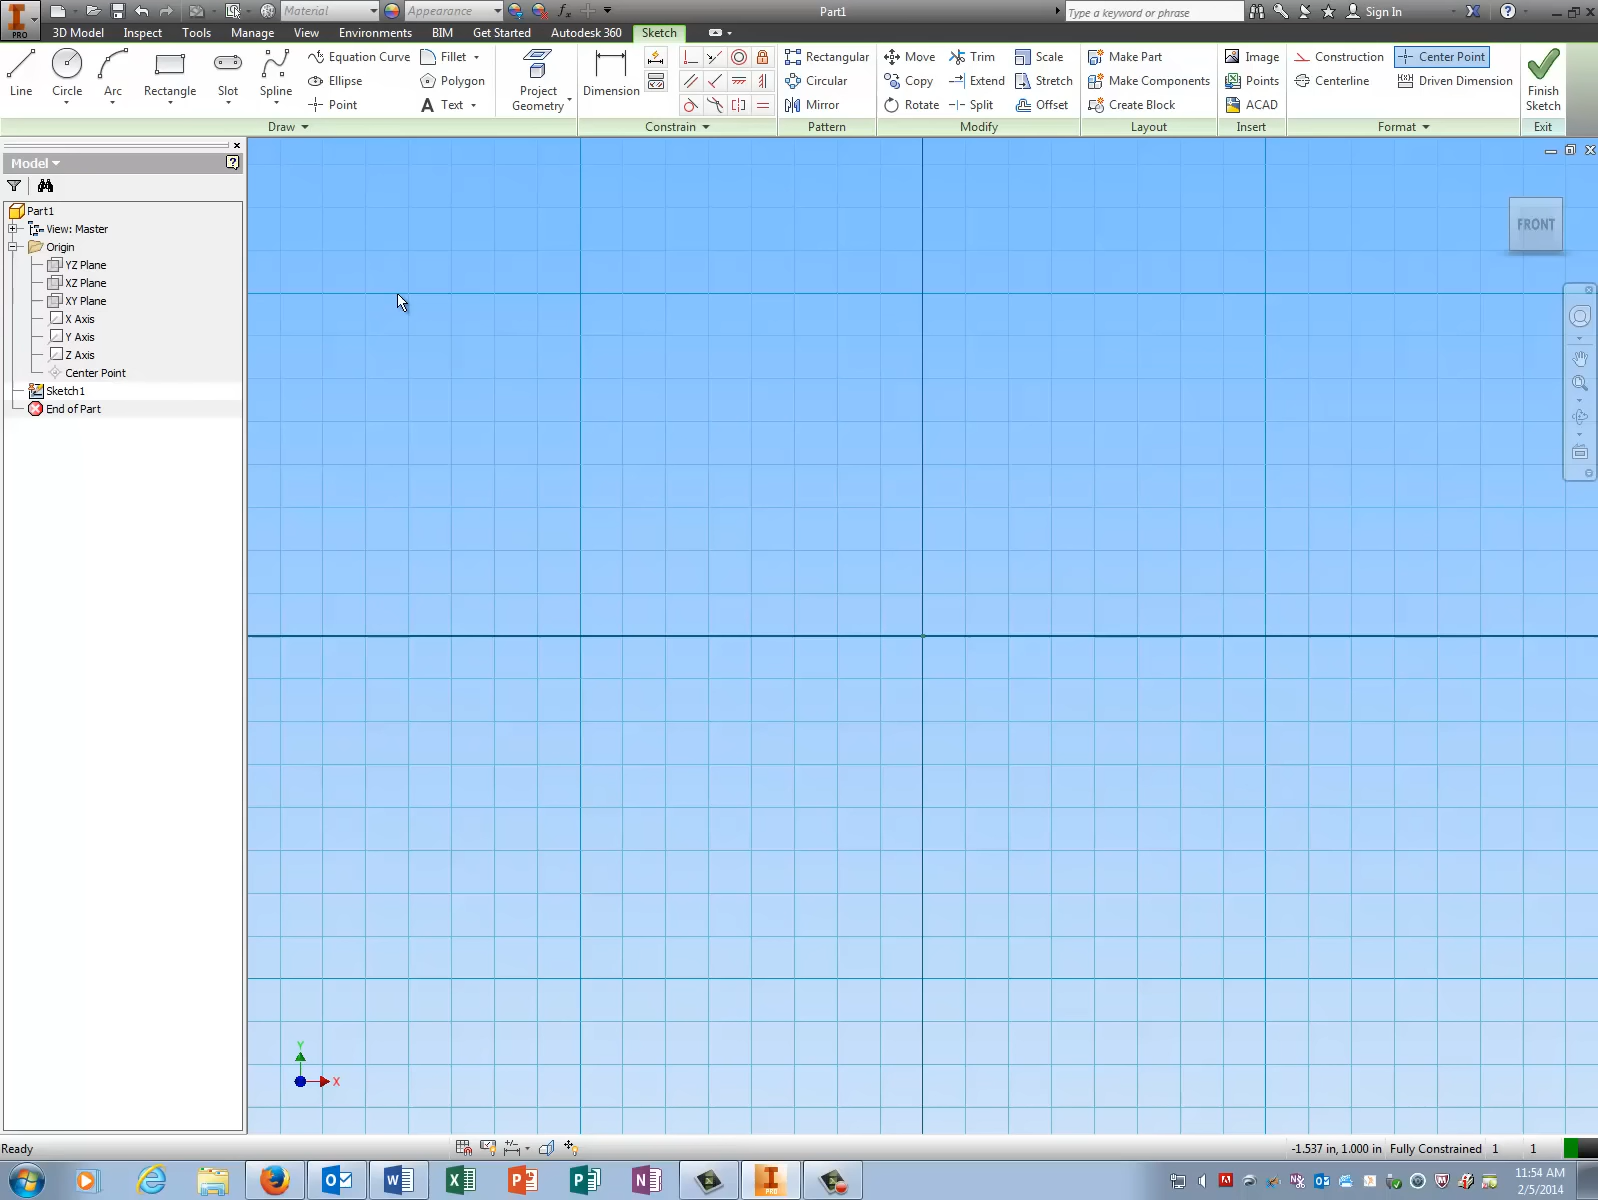 Material
Appearance
Part1
Type a keyword or phrase
Sign In
PRO
3D Model
Inspect
Tools
Manage
View
Environments
BIM
Get Started
Autodesk 360
Sketch
Line
Circle
Arc
Rectangle
Slot
Spline
Equation Curve
Ellipse
Point
Fillet
Polygon
A Text
Project Geometry
Dimension
Rectangular
Circular
Mirror
Move
Copy
Rotate
Trim
Extend
Split
Scale
Stretch
Offset
Make Part
Make Components
Create Block
Image
Points
ACAD
Construction
Centerline
Center Point
Driven Dimension
Finish Sketch
Draw
Constrain
Pattern
Modify
Layout
Insert
Format
Exit
Model
Part1
View: Master
Origin
YZ Plane
XZ Plane
XY Plane
X Axis
Y Axis
Z Axis
Center Point
Sketch1
End of Part
FRONT
Y
X
Ready
-1.537 in, 1.000 in Fully Constrained 1 1
11:54 AM
2/5/2014